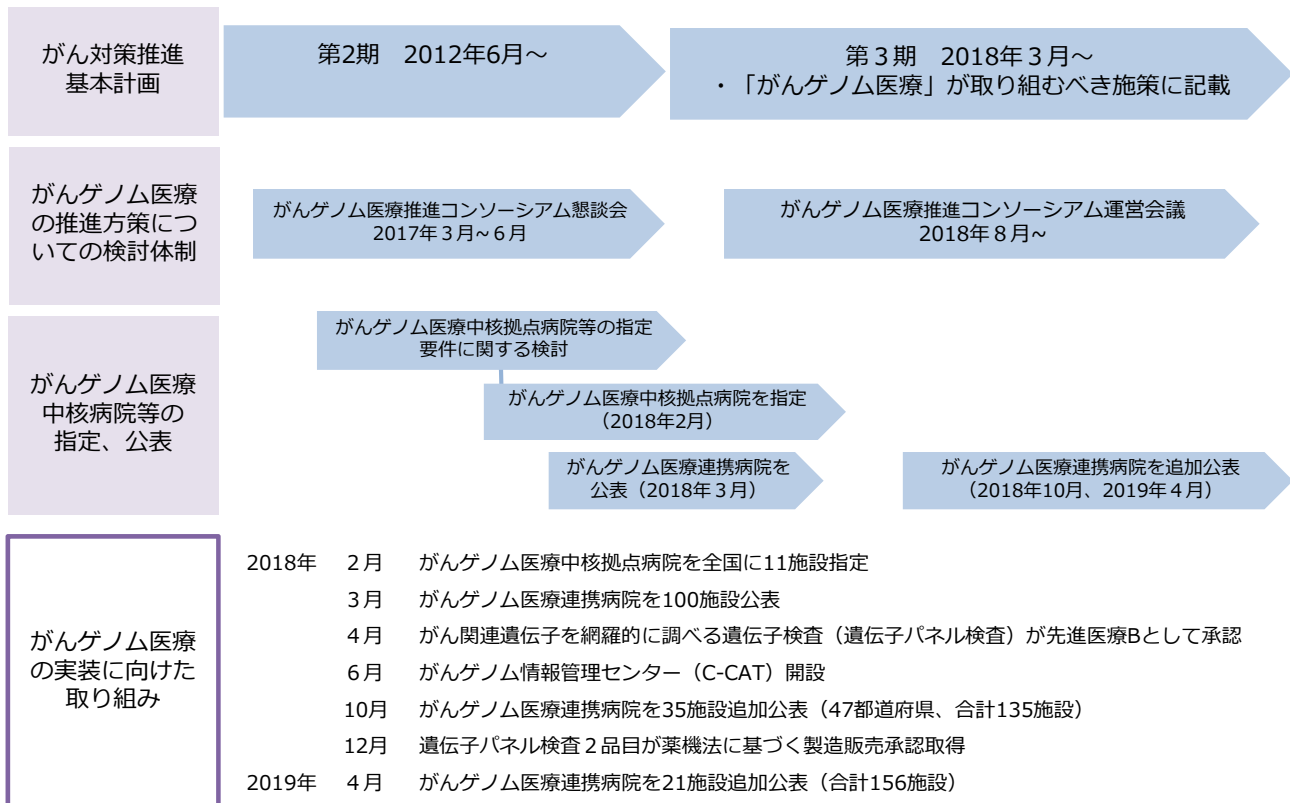 がん対策推進
基本計画
第2期　2012年6月～
第３期　2018年３月～
・「がんゲノム医療」が取り組むべき施策に記載
がんゲノム医療
の推進方策につ
いての検討体制
がんゲノム医療推進コンソーシアム懇談会
2017年３月~６月
がんゲノム医療推進コンソーシアム運営会議
2018年８月~
がんゲノム医療
中核病院等の
指定、公表
がんゲノム医療中核拠点病院等の指定
要件に関する検討
がんゲノム医療中核拠点病院を指定
（2018年2月）
がんゲノム医療連携病院を
公表（2018年３月）
がんゲノム医療連携病院を追加公表
（2018年10月、2019年４月）
がんゲノム医療
の実装に向けた
取り組み
2018年　２月　がんゲノム医療中核拠点病院を全国に11施設指定
３月　がんゲノム医療連携病院を100施設公表
４月　がん関連遺伝子を網羅的に調べる遺伝子検査（遺伝子パネル検査）が先進医療Bとして承認
６月　がんゲノム情報管理センター（C-CAT）開設
10月　がんゲノム医療連携病院を35施設追加公表（47都道府県、合計135施設）
12月　遺伝子パネル検査２品目が薬機法に基づく製造販売承認取得
2019年　４月　がんゲノム医療連携病院を21施設追加公表（合計156施設）